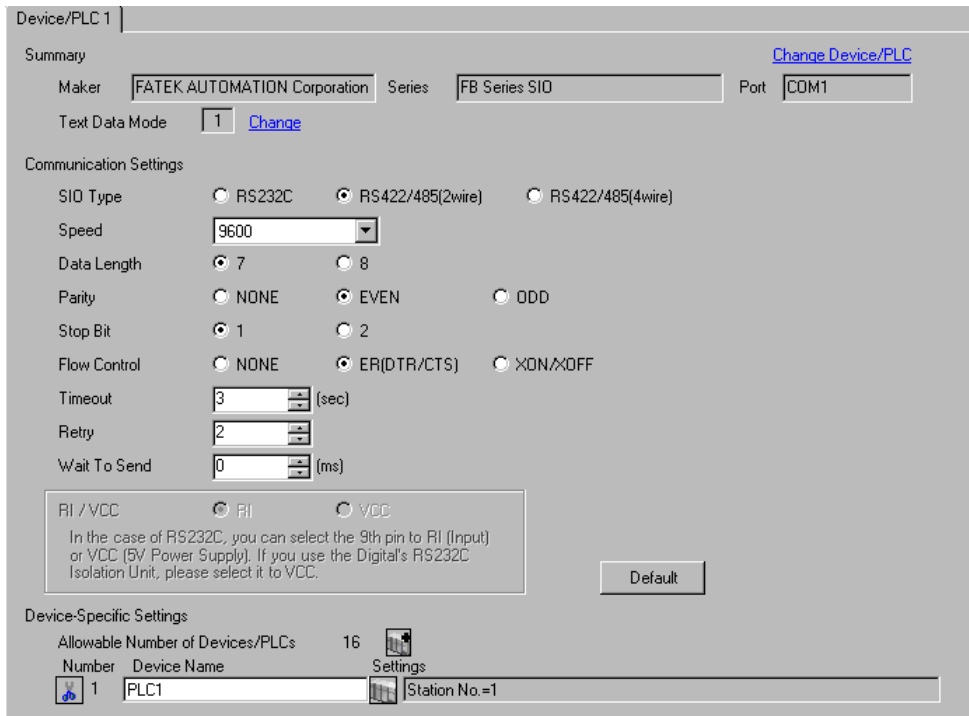 Device/PLC 1
Summary Change Device/PLC
Maker FATEK AUTOMATION Corporation Series FB Series SIO Port COM1
Text Data Mode 1 Change
Communication Settings
SIO Type RS232C RS422/485(2wire) RS422/485(4wire)
Speed 9600
Data Length 7 8
Parity NONE EVEN ODD
Stop Bit 1 2
Flow Control NONE ER(DTR/CTS) XON/XOFF
Timeout 3 (sec)
Retry 2
Wait To Send 0 (ms)
RI / VCC RI VCC
In the case of RS232C, you can select the 9th pin to RI (Input)
or VCC (5V Power Supply). If you use the Digital's RS232C
Isolation Unit, please select it to VCC.
Default
Device-Specific Settings
Allowable Number of Devices/PLCs 16
Number Device Name Settings
1 PLC1 Station No.=1